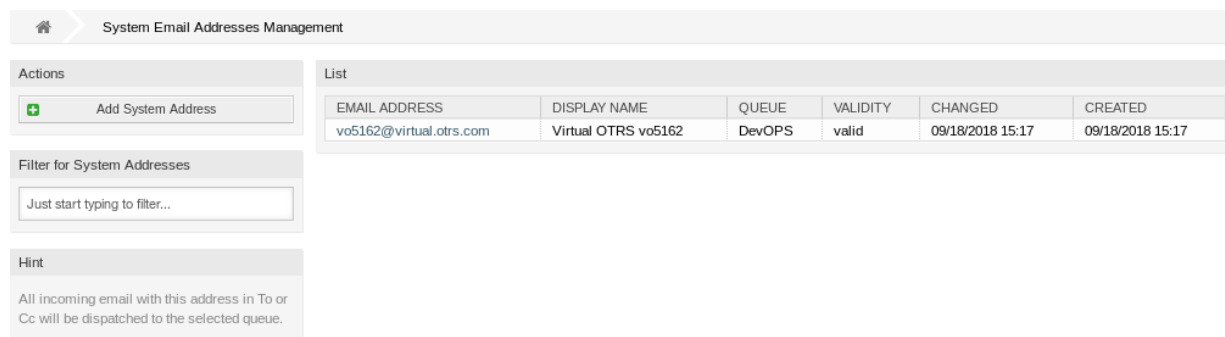 System Email Addresses Management
Actions
Add System Address
Filter for System Addresses
Just start typing to filter...
Hint
All incoming email with this address in To or
Cc will be dispatched to the selected queue.
List
EMAIL ADDRESS DISPLAY NAME QUEUE VALIDITY CHANGED CREATED
vo5162@virtual.otrs.com Virtual OTRS vo5162 DevOPS valid 09/18/2018 15:17 09/18/2018 15:17